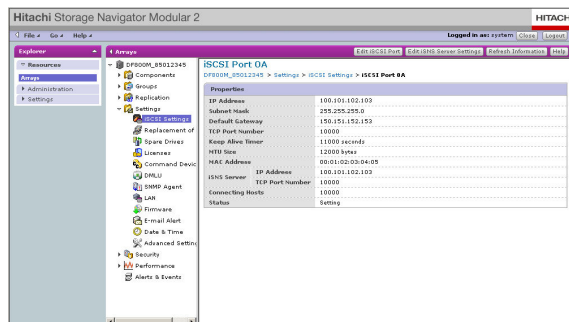 Hitachi Storage Navigator Modular 2
HITACH
File Go Help
Logged in as: system Close Logout
Explorer
Resources
Arrays
Administration
Settings
Arrays
Edit iSCSI Port Edit iSNS Server Settings Refresh Information Help
DF800M_85012345
Components
Groups
Replication
Settings
iSCSI Settings
Replacement of
Spare Drives
Licenses
Command Devic
DMLU
SNMP Agent
LAN
Firmware
E-mail Alert
Date & Time
Advanced Setting
Security
Performance
Alerts & Events
iSCSI Port 0A
DF800M_85012345 > Settings > iSCSI Settings > iSCSI Port 0A
Properties
IP Address 100.101.102.103
Subnet Mask 255.255.255.0
Default Gateway 150.151.152.153
TCP Port Number 10000
Keep Alive Timer 11000 seconds
MTU Size 12000 bytes
MAC Address 00:01:02:03:04:05
iSNS Server IP Address 100.101.102.103
TCP Port Number 10000
Connecting Hosts 10000
Status Setting